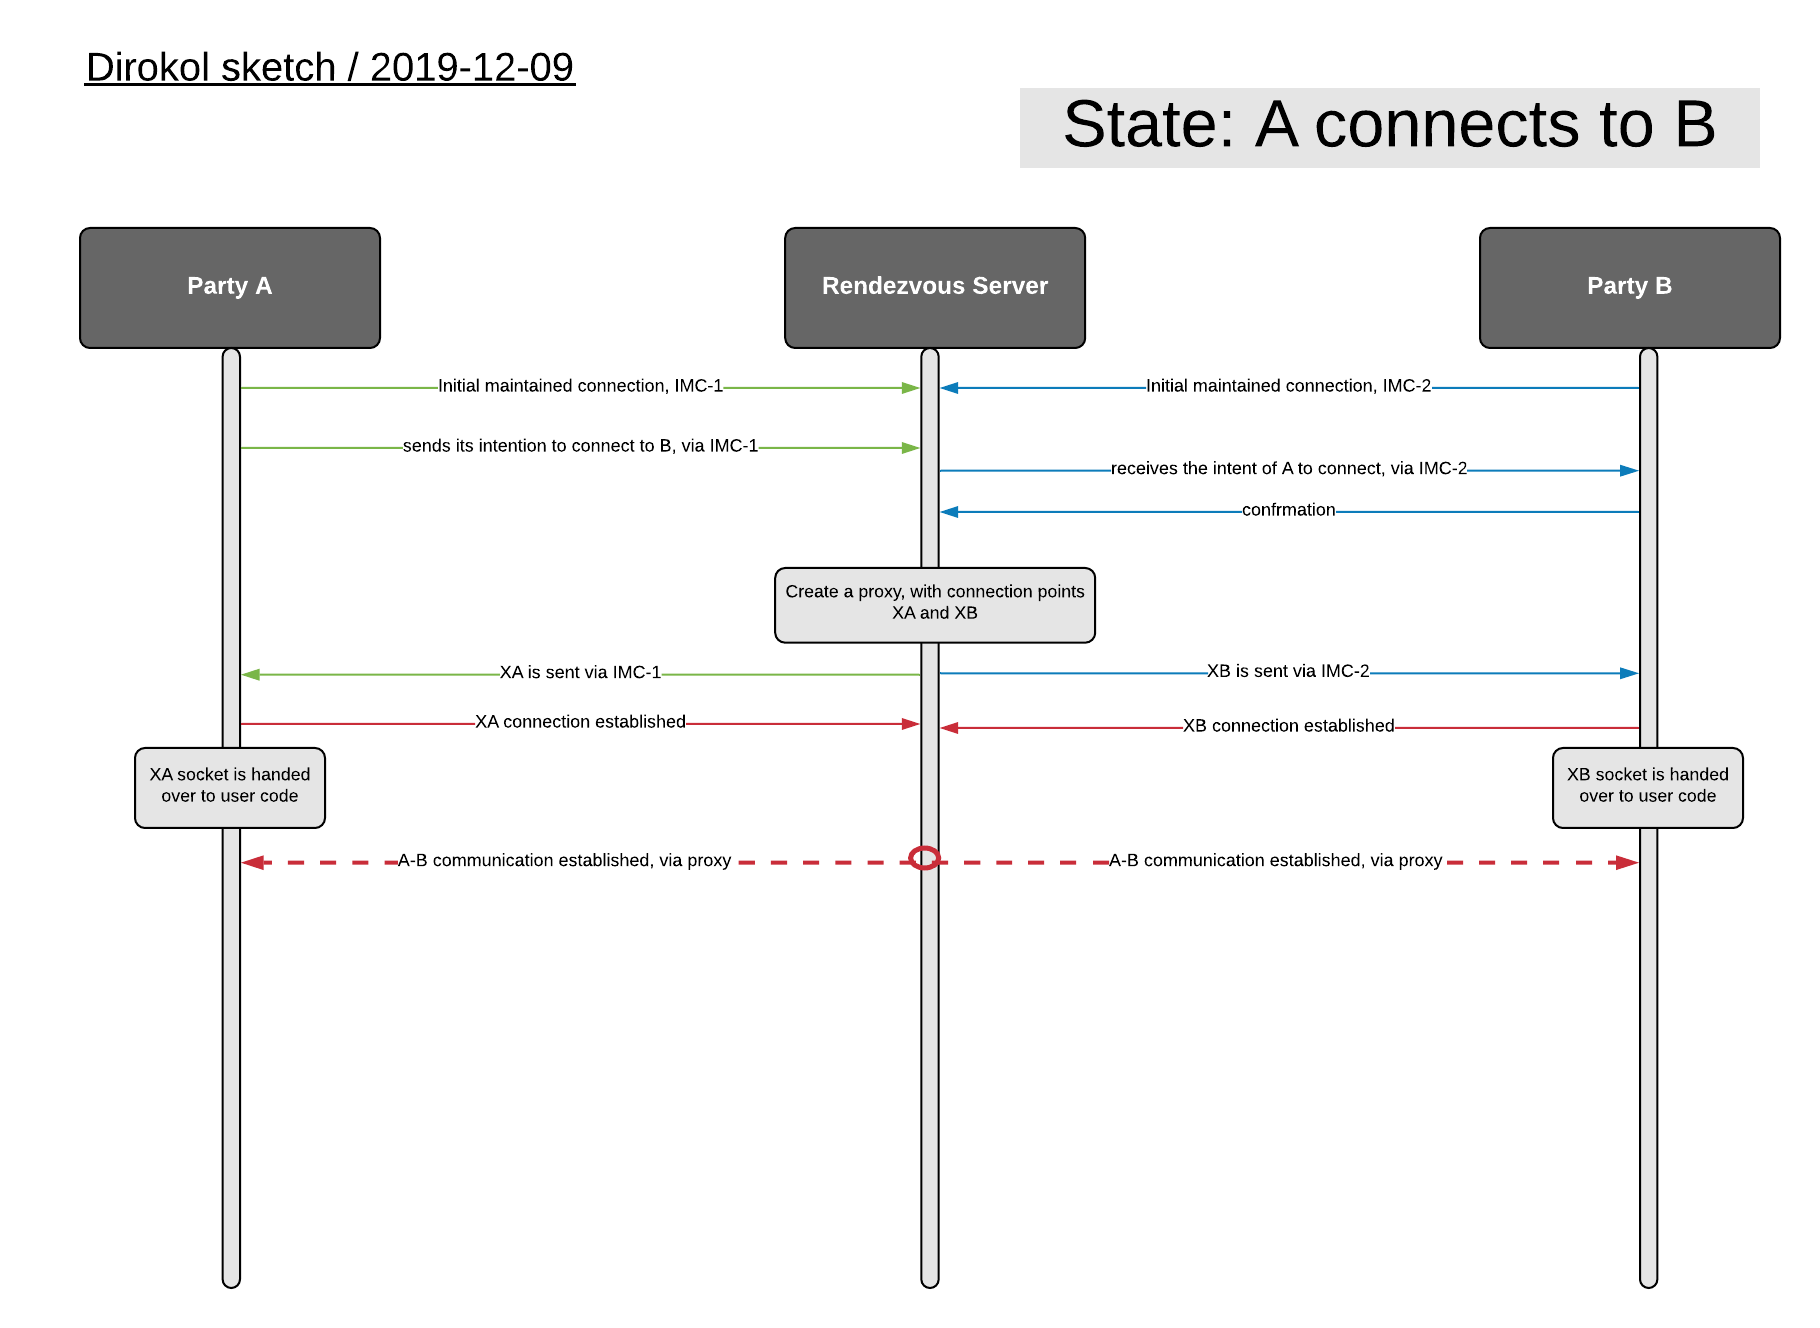 Dirokol sketch / 2019-12-09
State: A connects to B
Party A
Rendezvous Server
Party B
Initial maintained connection, IMC-1
Initial maintained connection, IMC-2
sends its intention to connect to B, via IMC-1
receives the intent of A to connect, via IMC-2
confrmation
Create a proxy, with connection points
XA and XB
XA is sent via IMC-1
XB is sent via IMC-2
XA connection established
XB connection established
XA socket is handed
over to user code
XB socket is handed
over to user code
A-B communication established, via proxy
A-B communication established, via proxy